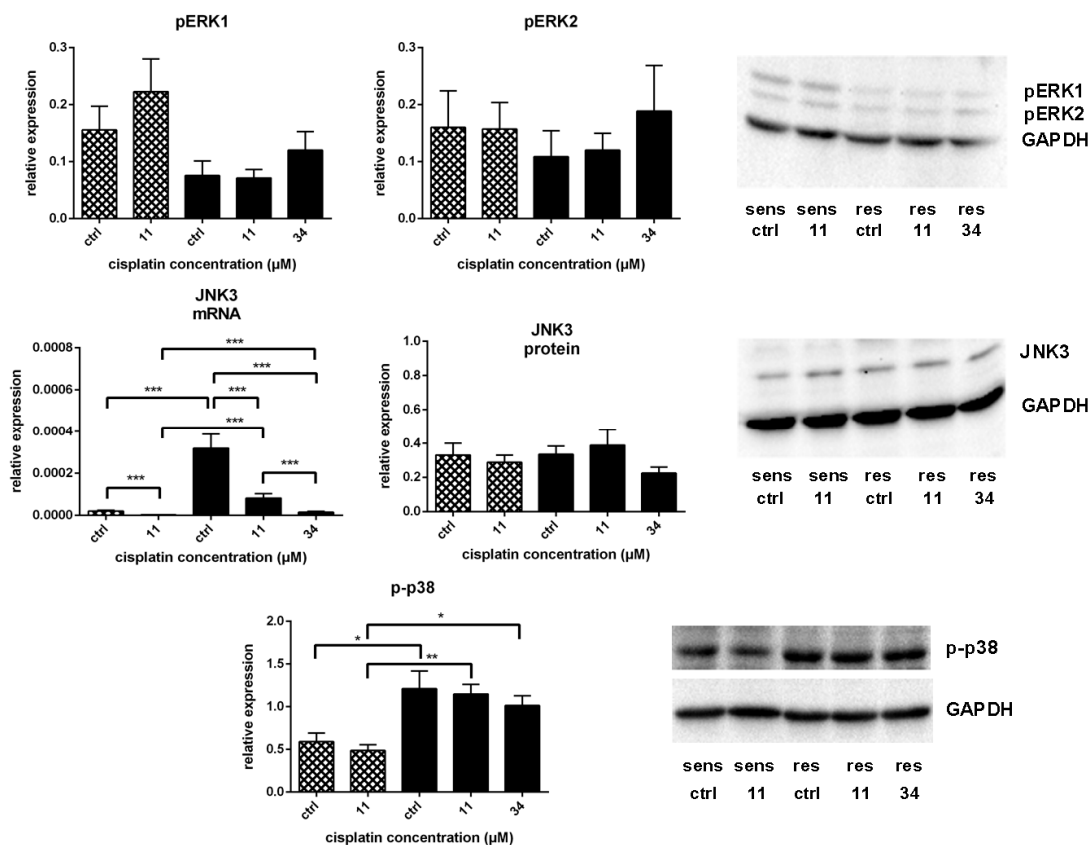 pERK1
0.3
0.2
0.1
0.0
relative expression
ctrl
11
ctrl
11
34
cisplatin concentration (µM)
pERK2
0.3
0.2
0.1
0.0
relative expression
ctrl
11
ctrl
11
34
cisplatin concentration (µM)
pERK1
pERK2
GAPDH
sens sens res res res
ctrl 11 ctrl 11 34
JNK3
mRNA
0.0008
0.0006
0.0004
0.0002
0.0000
relative expression
***
***
*** ***
***
***
***
ctrl
11
ctrl
11
34
cisplatin concentration (µM)
JNK3
protein
1.0
0.8
0.6
0.4
0.2
0.0
relative expression
ctrl
11
ctrl
11
34
cisplatin concentration (µM)
JNK3
GAPDH
sens sens res res res
ctrl 11 ctrl 11 34
p-p38
2.0
1.5
1.0
0.5
0.0
relative expression
*
*
**
ctrl
11
ctrl
11
34
cisplatin concentration (µM)
p-p38
GAPDH
sens sens res res res
ctrl 11 ctrl 11 34